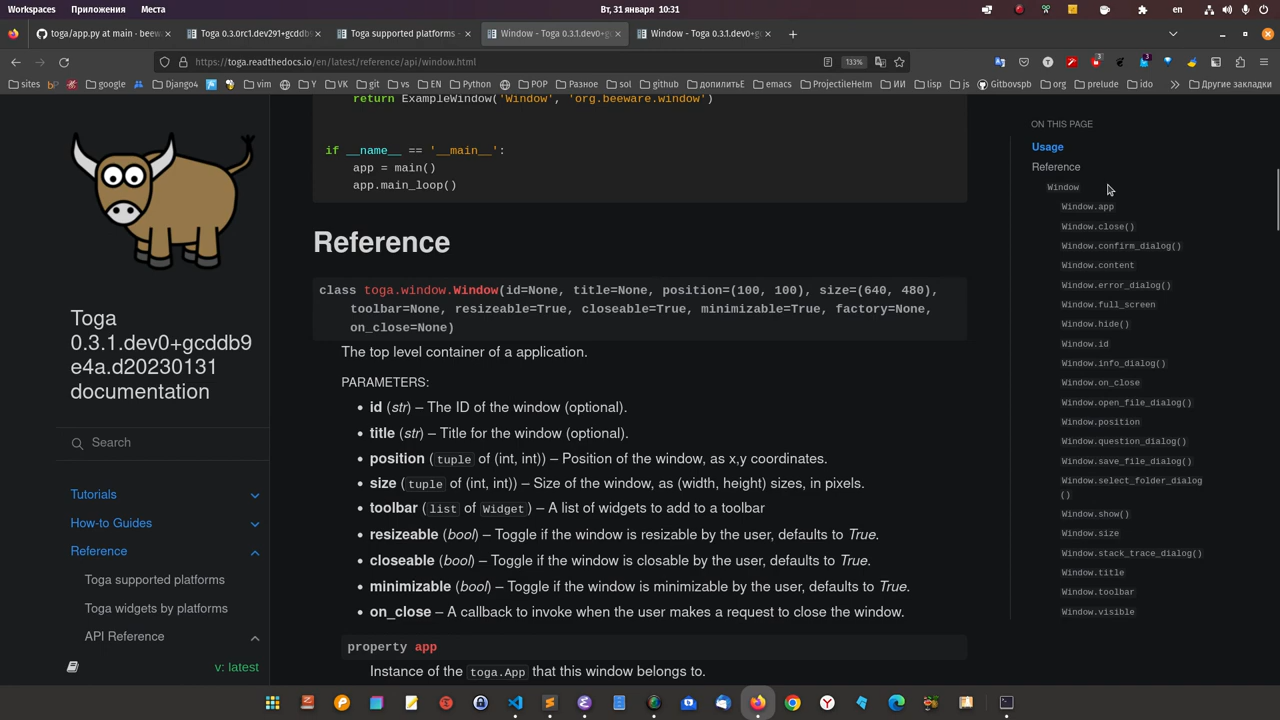 Workspaces Приложения Места Вт, 31 января 10:31 en
toga/app.py at main · beew
Toga 0.3.0rc1.dev291+gcddb
Toga supported platforms -
Window - Toga 0.3.1.dev0+g
Window - Toga 0.3.1.dev0+gc
https://toga.readthedocs.io/en/latest/reference/api/window.html 133%
sites google Django4 vim Y VK git vs EN Python POP Разное sol github допилитьЕ emacs ProjectileHelm ИИ lisp js Gitbovspb org prelude ido Другие закладки
Toga
0.3.1.dev0+gcddb9
e4a.d20230131
documentation
Search
Tutorials
How-to Guides
Reference
Toga supported platforms
Toga widgets by platforms
API Reference
v: latest
return ExampleWindow('Window', 'org.beeware.window')
if __name__ == '__main__':
app = main()
app.main_loop()
Reference
class toga.window.Window(id=None, title=None, position=(100, 100), size=(640, 480),
toolbar=None, resizeable=True, closeable=True, minimizable=True, factory=None,
on_close=None)
The top level container of a application.
PARAMETERS:
• id (str) – The ID of the window (optional).
• title (str) – Title for the window (optional).
• position (tuple of (int, int)) – Position of the window, as x,y coordinates.
• size (tuple of (int, int)) – Size of the window, as (width, height) sizes, in pixels.
• toolbar (list of Widget) – A list of widgets to add to a toolbar
• resizeable (bool) – Toggle if the window is resizable by the user, defaults to True.
• closeable (bool) – Toggle if the window is closable by the user, defaults to True.
• minimizable (bool) – Toggle if the window is minimizable by the user, defaults to True.
• on_close – A callback to invoke when the user makes a request to close the window.
property app
Instance of the toga.App that this window belongs to.
ON THIS PAGE
Usage
Reference
Window
Window.app
Window.close()
Window.confirm_dialog()
Window.content
Window.error_dialog()
Window.full_screen
Window.hide()
Window.id
Window.info_dialog()
Window.on_close
Window.open_file_dialog()
Window.position
Window.question_dialog()
Window.save_file_dialog()
Window.select_folder_dialog
()
Window.show()
Window.size
Window.stack_trace_dialog()
Window.title
Window.toolbar
Window.visible